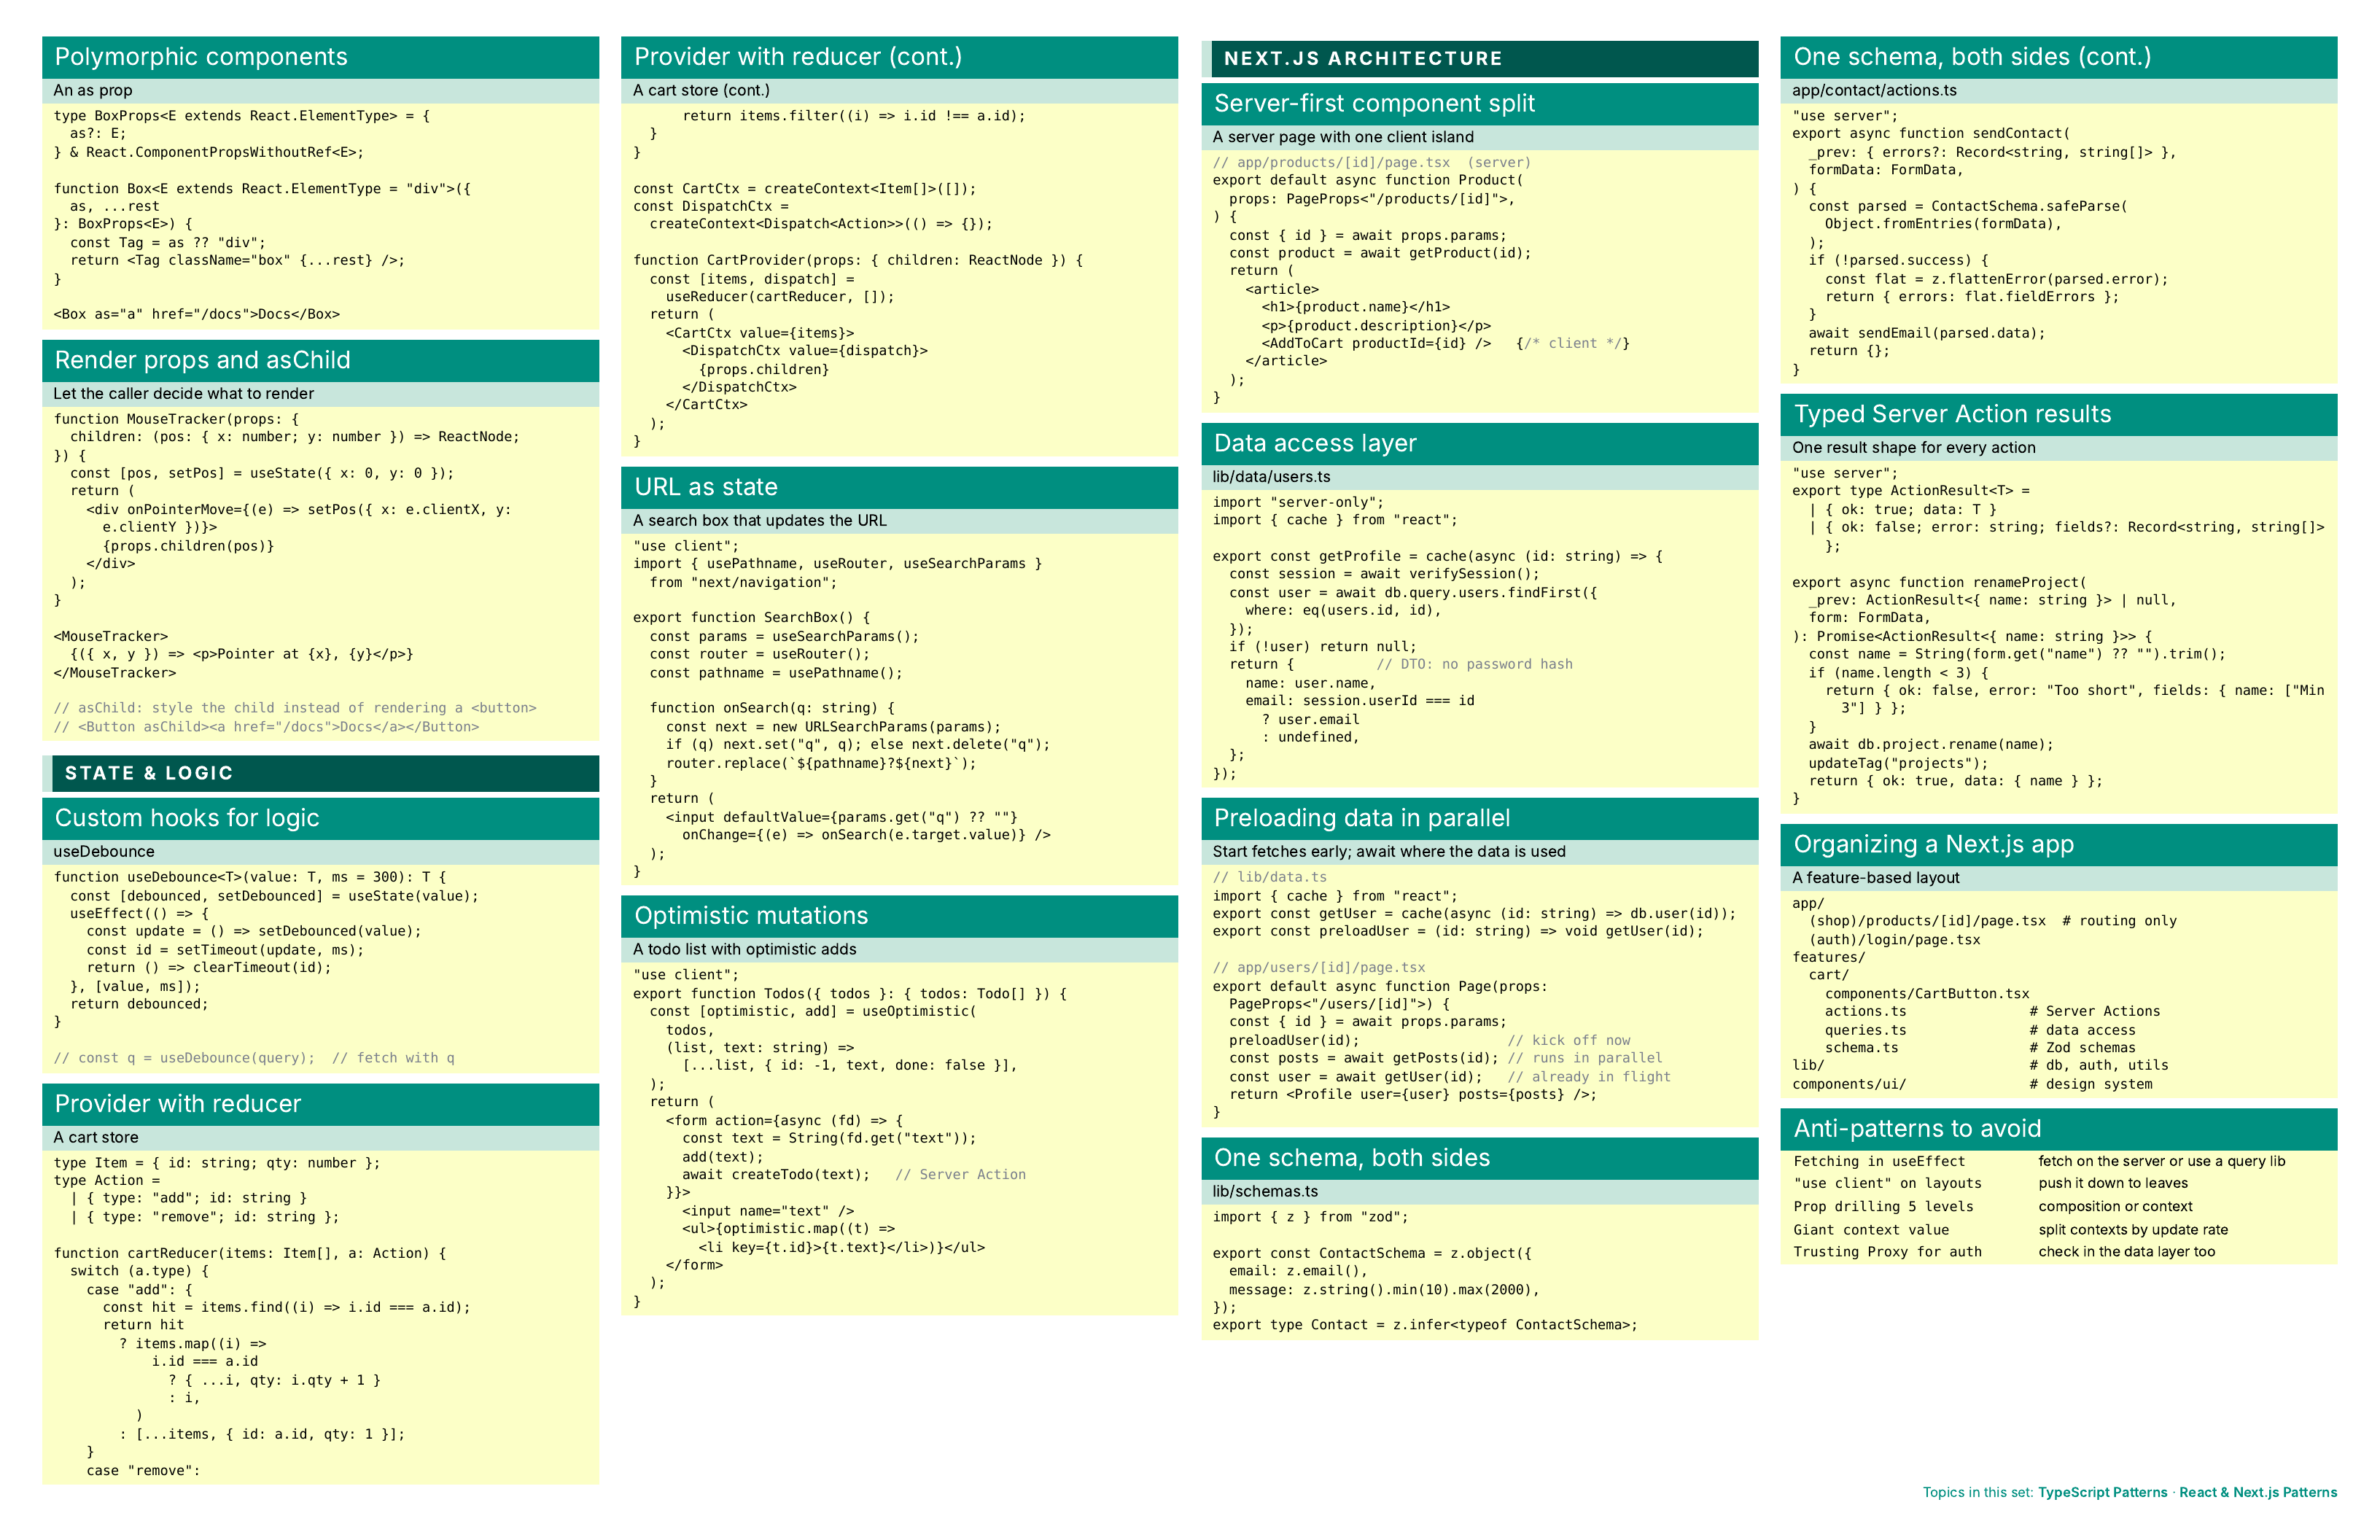 Polymorphic components
An as prop
type BoxProps<E extends React.ElementType> = {
  as?: E;
} & React.ComponentPropsWithoutRef<E>;

function Box<E extends React.ElementType = "div">({
  as, ...rest
}: BoxProps<E>) {
  const Tag = as ?? "div";
  return <Tag className="box" {...rest} />;
}

<Box as="a" href="/docs">Docs</Box>
Render props and asChild
Let the caller decide what to render
function MouseTracker(props: {
  children: (pos: { x: number; y: number }) => ReactNode;
}) {
  const [pos, setPos] = useState({ x: 0, y: 0 });
  return (
    <div onPointerMove={(e) => setPos({ x: e.clientX, y:
      e.clientY })}>
      {props.children(pos)}
    </div>
  );
}

<MouseTracker>
  {({ x, y }) => <p>Pointer at {x}, {y}</p>}
</MouseTracker>

// asChild: style the child instead of rendering a <button>
// <Button asChild><a href="/docs">Docs</a></Button>
STATE & LOGIC
Custom hooks for logic
useDebounce
function useDebounce<T>(value: T, ms = 300): T {
  const [debounced, setDebounced] = useState(value);
  useEffect(() => {
    const update = () => setDebounced(value);
    const id = setTimeout(update, ms);
    return () => clearTimeout(id);
  }, [value, ms]);
  return debounced;
}

// const q = useDebounce(query);  // fetch with q
Provider with reducer
A cart store
type Item = { id: string; qty: number };
type Action =
  | { type: "add"; id: string }
  | { type: "remove"; id: string };

function cartReducer(items: Item[], a: Action) {
  switch (a.type) {
    case "add": {
      const hit = items.find((i) => i.id === a.id);
      return hit
        ? items.map((i) =>
            i.id === a.id
              ? { ...i, qty: i.qty + 1 }
              : i,
          )
        : [...items, { id: a.id, qty: 1 }];
    }
    case "remove":
Provider with reducer (cont.)
A cart store (cont.)
      return items.filter((i) => i.id !== a.id);
  }
}

const CartCtx = createContext<Item[]>([]);
const DispatchCtx =
  createContext<Dispatch<Action>>(() => {});

function CartProvider(props: { children: ReactNode }) {
  const [items, dispatch] =
    useReducer(cartReducer, []);
  return (
    <CartCtx value={items}>
      <DispatchCtx value={dispatch}>
        {props.children}
      </DispatchCtx>
    </CartCtx>
  );
}
URL as state
A search box that updates the URL
"use client";
import { usePathname, useRouter, useSearchParams }
  from "next/navigation";

export function SearchBox() {
  const params = useSearchParams();
  const router = useRouter();
  const pathname = usePathname();

  function onSearch(q: string) {
    const next = new URLSearchParams(params);
    if (q) next.set("q", q); else next.delete("q");
    router.replace(`${pathname}?${next}`);
  }
  return (
    <input defaultValue={params.get("q") ?? ""}
      onChange={(e) => onSearch(e.target.value)} />
  );
}
Optimistic mutations
A todo list with optimistic adds
"use client";
export function Todos({ todos }: { todos: Todo[] }) {
  const [optimistic, add] = useOptimistic(
    todos,
    (list, text: string) =>
      [...list, { id: -1, text, done: false }],
  );
  return (
    <form action={async (fd) => {
      const text = String(fd.get("text"));
      add(text);
      await createTodo(text);   // Server Action
    }}>
      <input name="text" />
      <ul>{optimistic.map((t) =>
        <li key={t.id}>{t.text}</li>)}</ul>
    </form>
  );
}
NEXT.JS ARCHITECTURE
Server-first component split
A server page with one client island
// app/products/[id]/page.tsx  (server)
export default async function Product(
  props: PageProps<"/products/[id]">,
) {
  const { id } = await props.params;
  const product = await getProduct(id);
  return (
    <article>
      <h1>{product.name}</h1>
      <p>{product.description}</p>
      <AddToCart productId={id} />   {/* client */}
    </article>
  );
}
Data access layer
lib/data/users.ts
import "server-only";
import { cache } from "react";

export const getProfile = cache(async (id: string) => {
  const session = await verifySession();
  const user = await db.query.users.findFirst({
    where: eq(users.id, id),
  });
  if (!user) return null;
  return {          // DTO: no password hash
    name: user.name,
    email: session.userId === id
      ? user.email
      : undefined,
  };
});
Preloading data in parallel
Start fetches early; await where the data is used
// lib/data.ts
import { cache } from "react";
export const getUser = cache(async (id: string) => db.user(id));
export const preloadUser = (id: string) => void getUser(id);

// app/users/[id]/page.tsx
export default async function Page(props:
  PageProps<"/users/[id]">) {
  const { id } = await props.params;
  preloadUser(id);                  // kick off now
  const posts = await getPosts(id); // runs in parallel
  const user = await getUser(id);   // already in flight
  return <Profile user={user} posts={posts} />;
}
One schema, both sides
lib/schemas.ts
import { z } from "zod";

export const ContactSchema = z.object({
  email: z.email(),
  message: z.string().min(10).max(2000),
});
export type Contact = z.infer<typeof ContactSchema>;
One schema, both sides (cont.)
app/contact/actions.ts
"use server";
export async function sendContact(
  _prev: { errors?: Record<string, string[]> },
  formData: FormData,
) {
  const parsed = ContactSchema.safeParse(
    Object.fromEntries(formData),
  );
  if (!parsed.success) {
    const flat = z.flattenError(parsed.error);
    return { errors: flat.fieldErrors };
  }
  await sendEmail(parsed.data);
  return {};
}
Typed Server Action results
One result shape for every action
"use server";
export type ActionResult<T> =
  | { ok: true; data: T }
  | { ok: false; error: string; fields?: Record<string, string[]>
    };

export async function renameProject(
  _prev: ActionResult<{ name: string }> | null,
  form: FormData,
): Promise<ActionResult<{ name: string }>> {
  const name = String(form.get("name") ?? "").trim();
  if (name.length < 3) {
    return { ok: false, error: "Too short", fields: { name: ["Min
      3"] } };
  }
  await db.project.rename(name);
  updateTag("projects");
  return { ok: true, data: { name } };
}
Organizing a Next.js app
A feature-based layout
app/
  (shop)/products/[id]/page.tsx  # routing only
  (auth)/login/page.tsx
features/
  cart/
    components/CartButton.tsx
    actions.ts               # Server Actions
    queries.ts               # data access
    schema.ts                # Zod schemas
lib/                         # db, auth, utils
components/ui/               # design system
Anti-patterns to avoid
Fetching in useEffect fetch on the server or use a query lib
"use client" on layouts push it down to leaves
Prop drilling 5 levels composition or context
Giant context value split contexts by update rate
Trusting Proxy for auth check in the data layer too
Topics in this set: TypeScript Patterns · React & Next.js Patterns